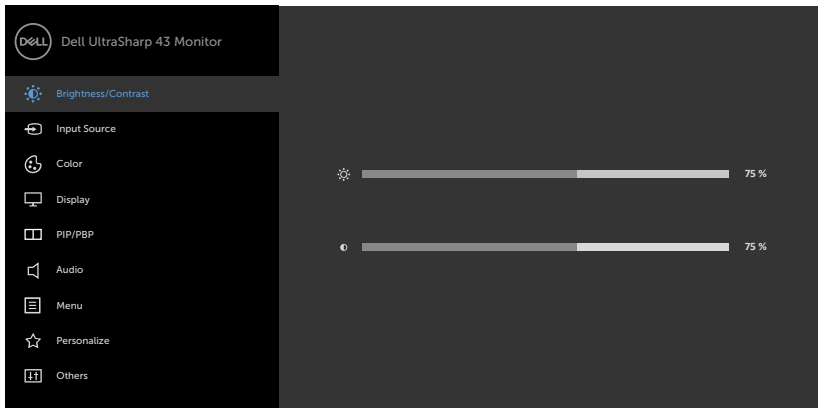 DELL
Dell UltraSharp 43 Monitor
Brightness/Contrast
Input Source
Color
Display
PIP/PBP
Audio
Menu
Personalize
Others
75 %
75 %